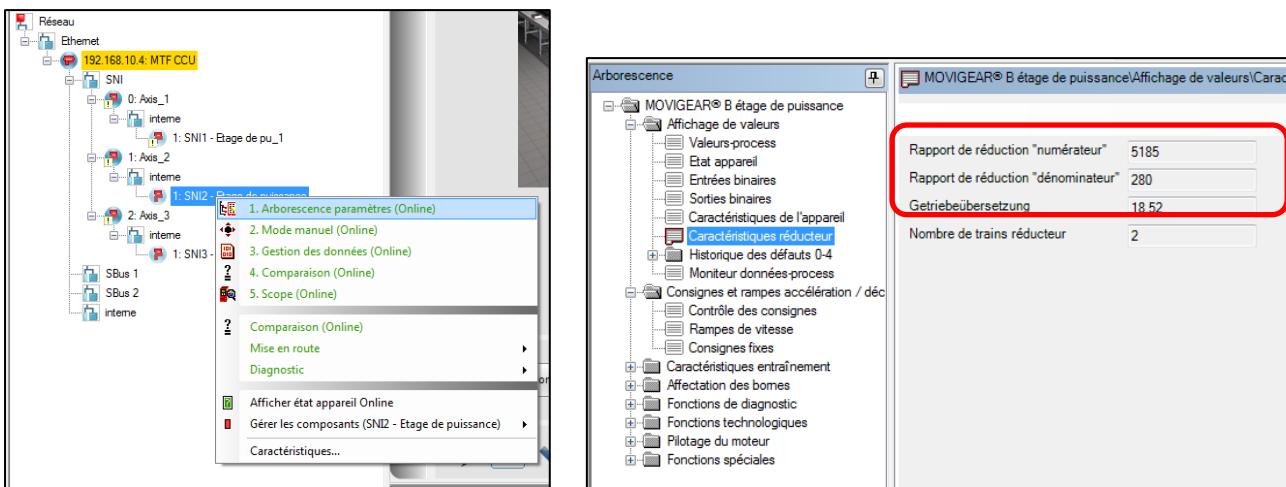 Réseau
Ethernet
192.168.10.4: MTF CCU
SNI
0: Axis_1
interne
1: SNI1 - Etage de pu_1
1: Axis_2
interne
1: SNI2 - Etage de puissance
2: Axis_3
interne
1: SNI3 -
SBus 1
SBus 2
interne
1. Arborescence paramètres (Online)
2. Mode manuel (Online)
3. Gestion des données (Online)
4. Comparaison (Online)
5. Scope (Online)
Comparaison (Online)
Mise en route
Diagnostic
Afficher état appareil Online
Gérer les composants (SNI2 - Etage de puissance)
Caractéristiques...
Arborescence
MOVIGEAR® B étage de puissance
Affichage de valeurs
Valeurs-process
Etat appareil
Entrées binaires
Sorties binaires
Caractéristiques de l'appareil
Caractéristiques réducteur
Historique des défauts 0-4
Moniteur données-process
Consignes et rampes accélération / déc
Contrôle des consignes
Rampes de vitesse
Consignes fixes
Caractéristiques entraînement
Affectation des bornes
Fonctions de diagnostic
Fonctions technologiques
Pilotage du moteur
Fonctions spéciales
MOVIGEAR® B étage de puissance\Affichage de valeurs\Carac
Rapport de réduction "numérateur" 5185
Rapport de réduction "dénominateur" 280
Getriebeübersetzung 18.52
Nombre de trains réducteur 2